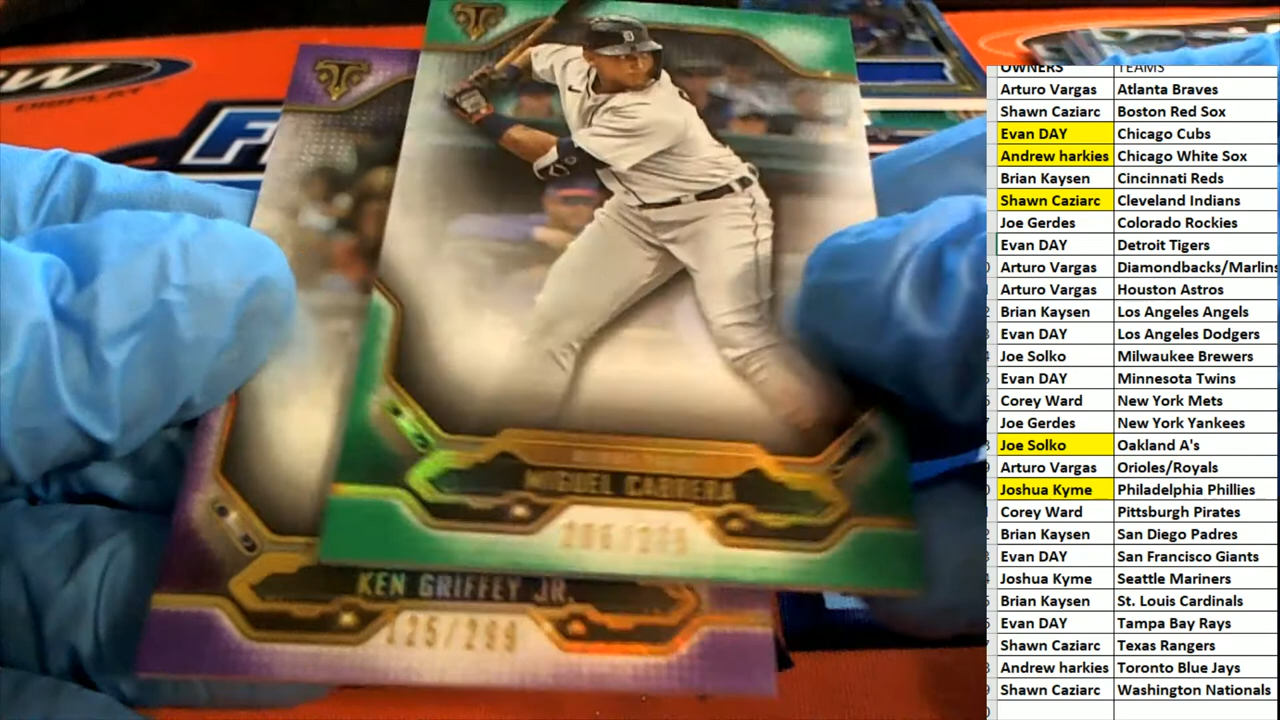 DISPLAY
MIGUEL CABRERA
KEN GRIFFEY JR.
125/299
OWNERS TEAMS
Arturo Vargas Atlanta Braves
Shawn Caziarc Boston Red Sox
Evan DAY Chicago Cubs
Andrew harkies Chicago White Sox
Brian Kaysen Cincinnati Reds
Shawn Caziarc Cleveland Indians
Joe Gerdes Colorado Rockies
Evan DAY Detroit Tigers
Arturo Vargas Diamondbacks/Marlins
Arturo Vargas Houston Astros
Brian Kaysen Los Angeles Angels
Evan DAY Los Angeles Dodgers
Joe Solko Milwaukee Brewers
Evan DAY Minnesota Twins
Corey Ward New York Mets
Joe Gerdes New York Yankees
Joe Solko Oakland A's
Arturo Vargas Orioles/Royals
Joshua Kyme Philadelphia Phillies
Corey Ward Pittsburgh Pirates
Brian Kaysen San Diego Padres
Evan DAY San Francisco Giants
Joshua Kyme Seattle Mariners
Brian Kaysen St. Louis Cardinals
Evan DAY Tampa Bay Rays
Shawn Caziarc Texas Rangers
Andrew harkies Toronto Blue Jays
Shawn Caziarc Washington Nationals